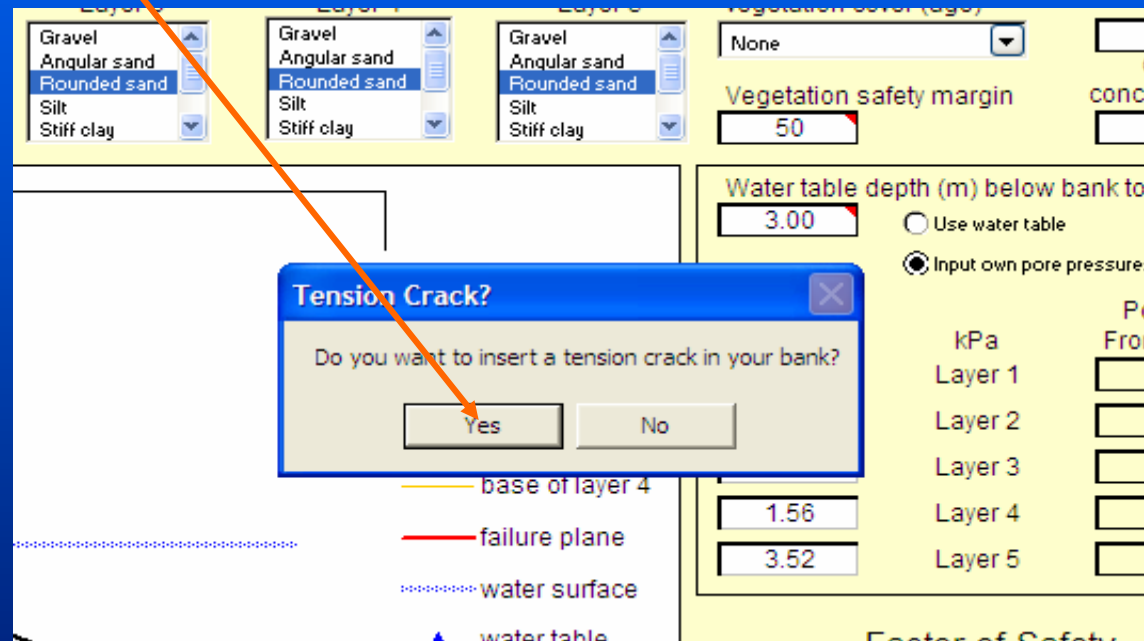 Gravel
Angular sand
Rounded sand
Silt
Stiff clay
Gravel
Angular sand
Rounded sand
Silt
Stiff clay
Gravel
Angular sand
Rounded sand
Silt
Stiff clay
None
Vegetation safety margin
50
conc
Water table depth (m) below bank to
3.00
Use water table
Input own pore pressure
Tension Crack?
Do you want to insert a tension crack in your bank?
Yes
No
kPa
Layer 1
Layer 2
Layer 3
1.56
Layer 4
3.52
Layer 5
base of layer 4
failure plane
water surface
water table
Factor of Safety